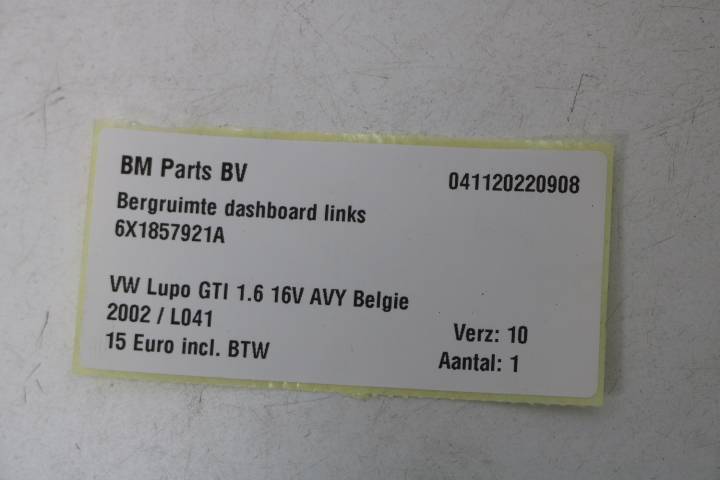 BM Parts BV 041120220908
Bergruimte dashboard links
6X1857921A
VW Lupo GTI 1.6 16V AVY Belgie
2002 / L041
15 Euro incl. BTW
Verz: 10
Aantal: 1